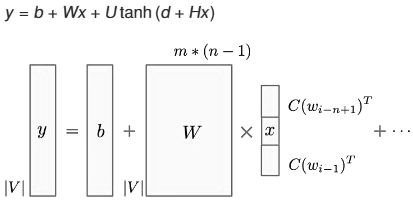 y = b + Wx + U tanh (d + Hx)
m ∗ (n − 1)
y = b + W × x + ⋯
C(w_{i−n+1})^T
C(w_{i−1})^T
|V| |V|